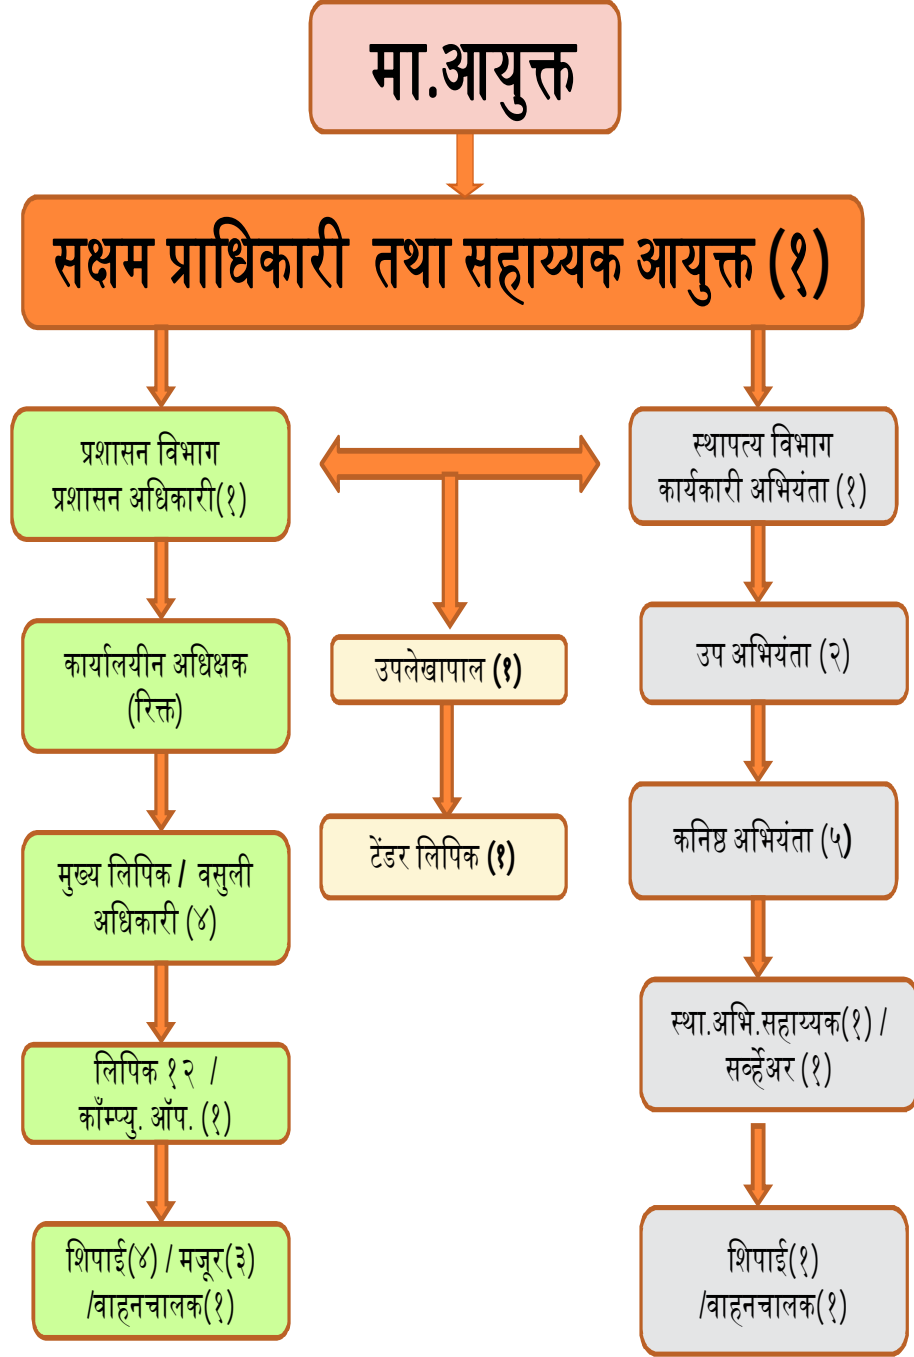 मा.आयुक्त
सक्षम प्राधिकारी तथा सहाय्यक आयुक्त (१)
प्रशासन विभाग
प्रशासन अधिकारी(१)
कार्यालयीन अधिक्षक
(रिक्त)
मुख्य लिपिक / वसुली
अधिकारी (४)
लिपिक १२ /
काँम्प्यु. ऑप. (१)
शिपाई(४) / मजूर(३)
/वाहनचालक(१)
उपलेखापाल (१)
टेंडर लिपिक (१)
स्थापत्य विभाग
कार्यकारी अभियंता (१)
उप अभियंता (२)
कनिष्ठ अभियंता (५)
स्था.अभि.सहाय्यक(१) /
सर्व्हेअर (१)
शिपाई(१)
/वाहनचालक(१)